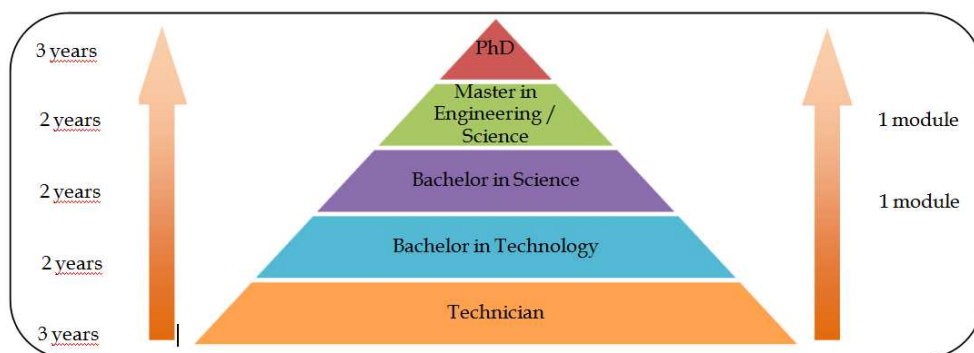 PhD
3 years
Master in
Engineering /
Science
2 years
1 module
Bachelor in Science
2 years
1 module
Bachelor in Technology
2 years
Technician
3 years